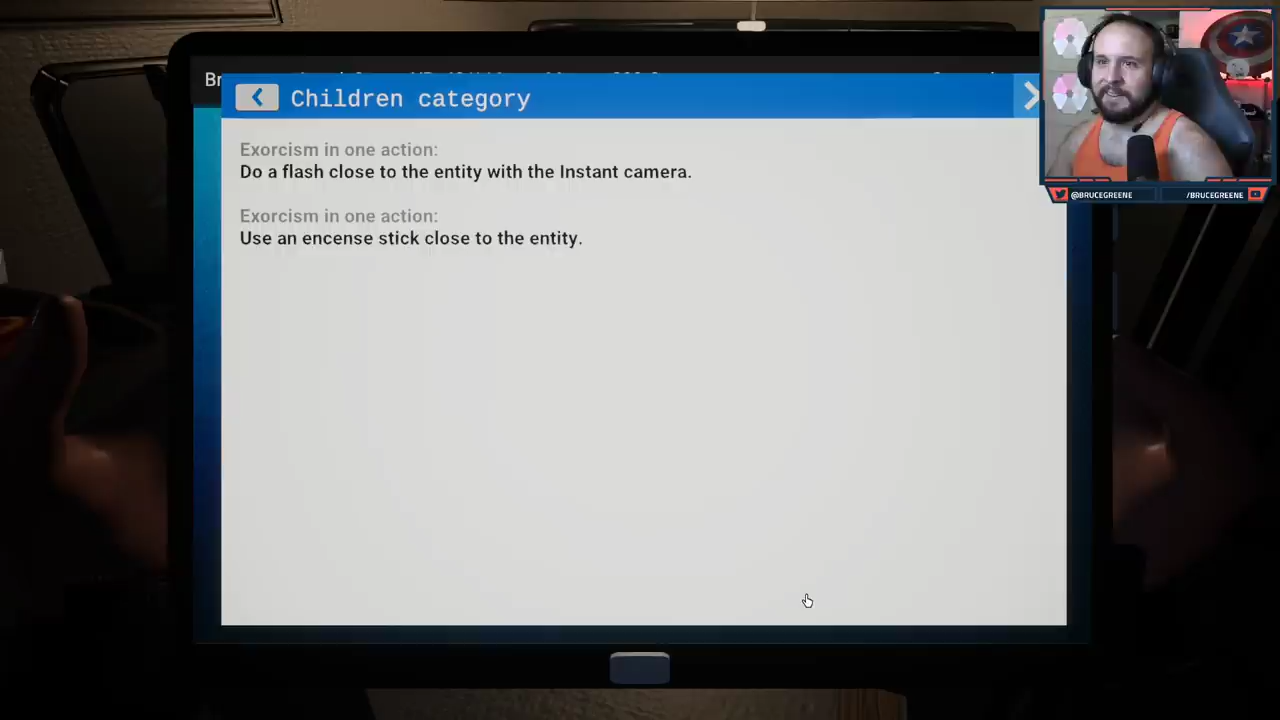 Br
Children category
Exorcism in one action:
Do a flash close to the entity with the Instant camera.
Exorcism in one action:
Use an encense stick close to the entity.
@BRUCEGREENE
/BRUCEGREENE